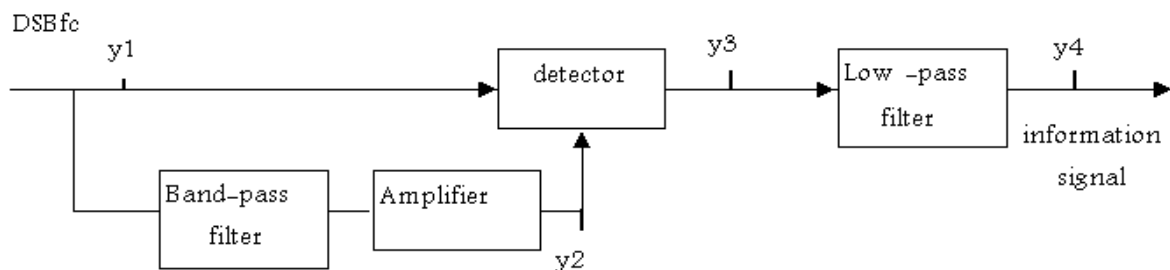 DSBfc
y1
detector
y3
Low -pass
filter
y4
information
signal
Band-pass
filter
Amplifier
y2